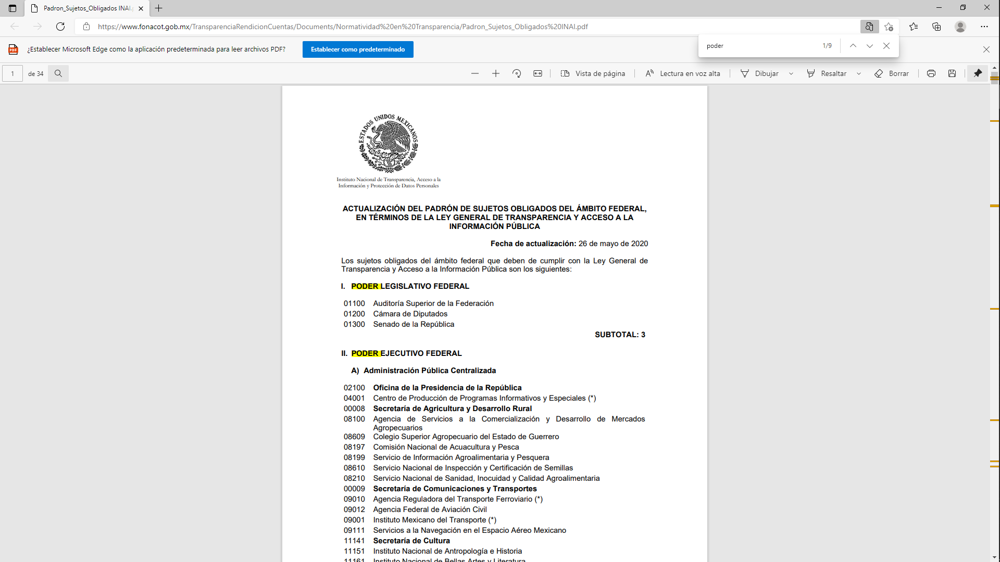 Padron_Sujetos_Obligados INAI.p
https://www.fonacot.gob.mx/TransparenciaRendicionCuentas/Documents/Normatividad%20en%20Transparencia/Padron_Sujetos_Obligados%20INAI.pdf
PDF ¿Establecer Microsoft Edge como la aplicación predeterminada para leer archivos PDF? Establecer como predeterminado
poder 1/9
1 de 34 Vista de página Lectura en voz alta Dibujar Resaltar Borrar
ESTADOS UNIDOS MEXICANOS
Instituto Nacional de Transparencia, Acceso a la
Información y Protección de Datos Personales
ACTUALIZACIÓN DEL PADRÓN DE SUJETOS OBLIGADOS DEL ÁMBITO FEDERAL,
EN TÉRMINOS DE LA LEY GENERAL DE TRANSPARENCIA Y ACCESO A LA
INFORMACIÓN PÚBLICA
Fecha de actualización: 26 de mayo de 2020
Los sujetos obligados del ámbito federal que deben de cumplir con la Ley General de
Transparencia y Acceso a la Información Pública son los siguientes:
I. PODER LEGISLATIVO FEDERAL
01100 Auditoría Superior de la Federación
01200 Cámara de Diputados
01300 Senado de la República
SUBTOTAL: 3
II. PODER EJECUTIVO FEDERAL
A) Administración Pública Centralizada
02100 Oficina de la Presidencia de la República
04001 Centro de Producción de Programas Informativos y Especiales (*)
00008 Secretaría de Agricultura y Desarrollo Rural
08100 Agencia de Servicios a la Comercialización y Desarrollo de Mercados
Agropecuarios
08609 Colegio Superior Agropecuario del Estado de Guerrero
08197 Comisión Nacional de Acuacultura y Pesca
08199 Servicio de Información Agroalimentaria y Pesquera
08610 Servicio Nacional de Inspección y Certificación de Semillas
08210 Servicio Nacional de Sanidad, Inocuidad y Calidad Agroalimentaria
00009 Secretaría de Comunicaciones y Transportes
09010 Agencia Reguladora del Transporte Ferroviario (*)
09012 Agencia Federal de Aviación Civil
09001 Instituto Mexicano del Transporte (*)
09111 Servicios a la Navegación en el Espacio Aéreo Mexicano
11141 Secretaría de Cultura
11151 Instituto Nacional de Antropología e Historia
11161 Instituto Nacional de Bellas Artes y Literatura